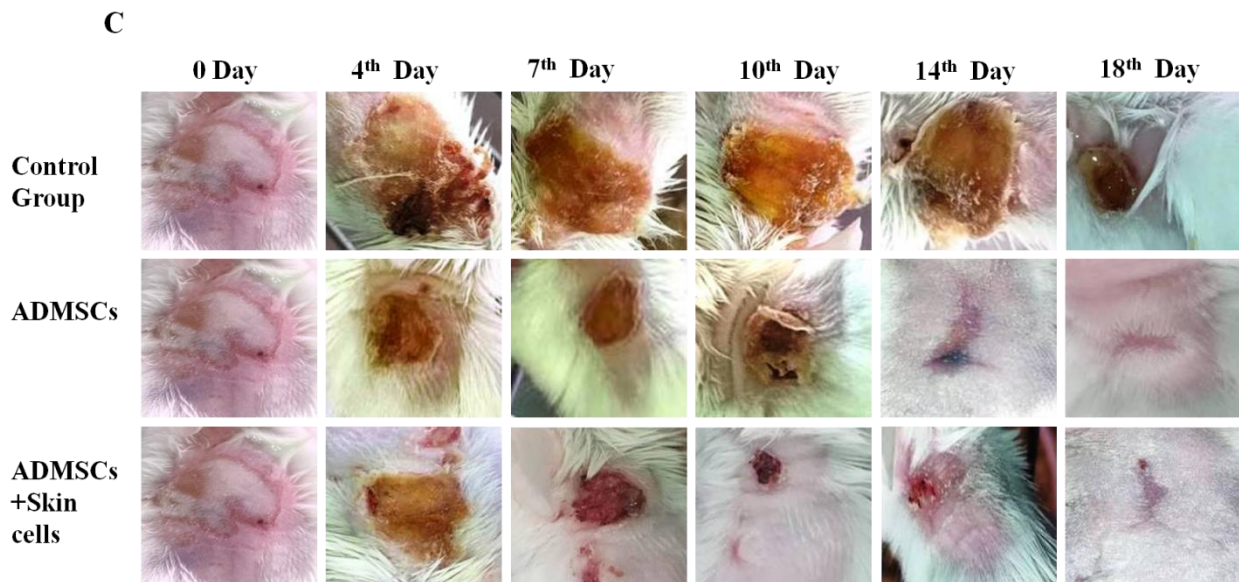 C
0 Day 4th Day 7th Day 10th Day 14th Day 18th Day
Control
Group
ADMSCs
ADMSCs
+Skin
cells